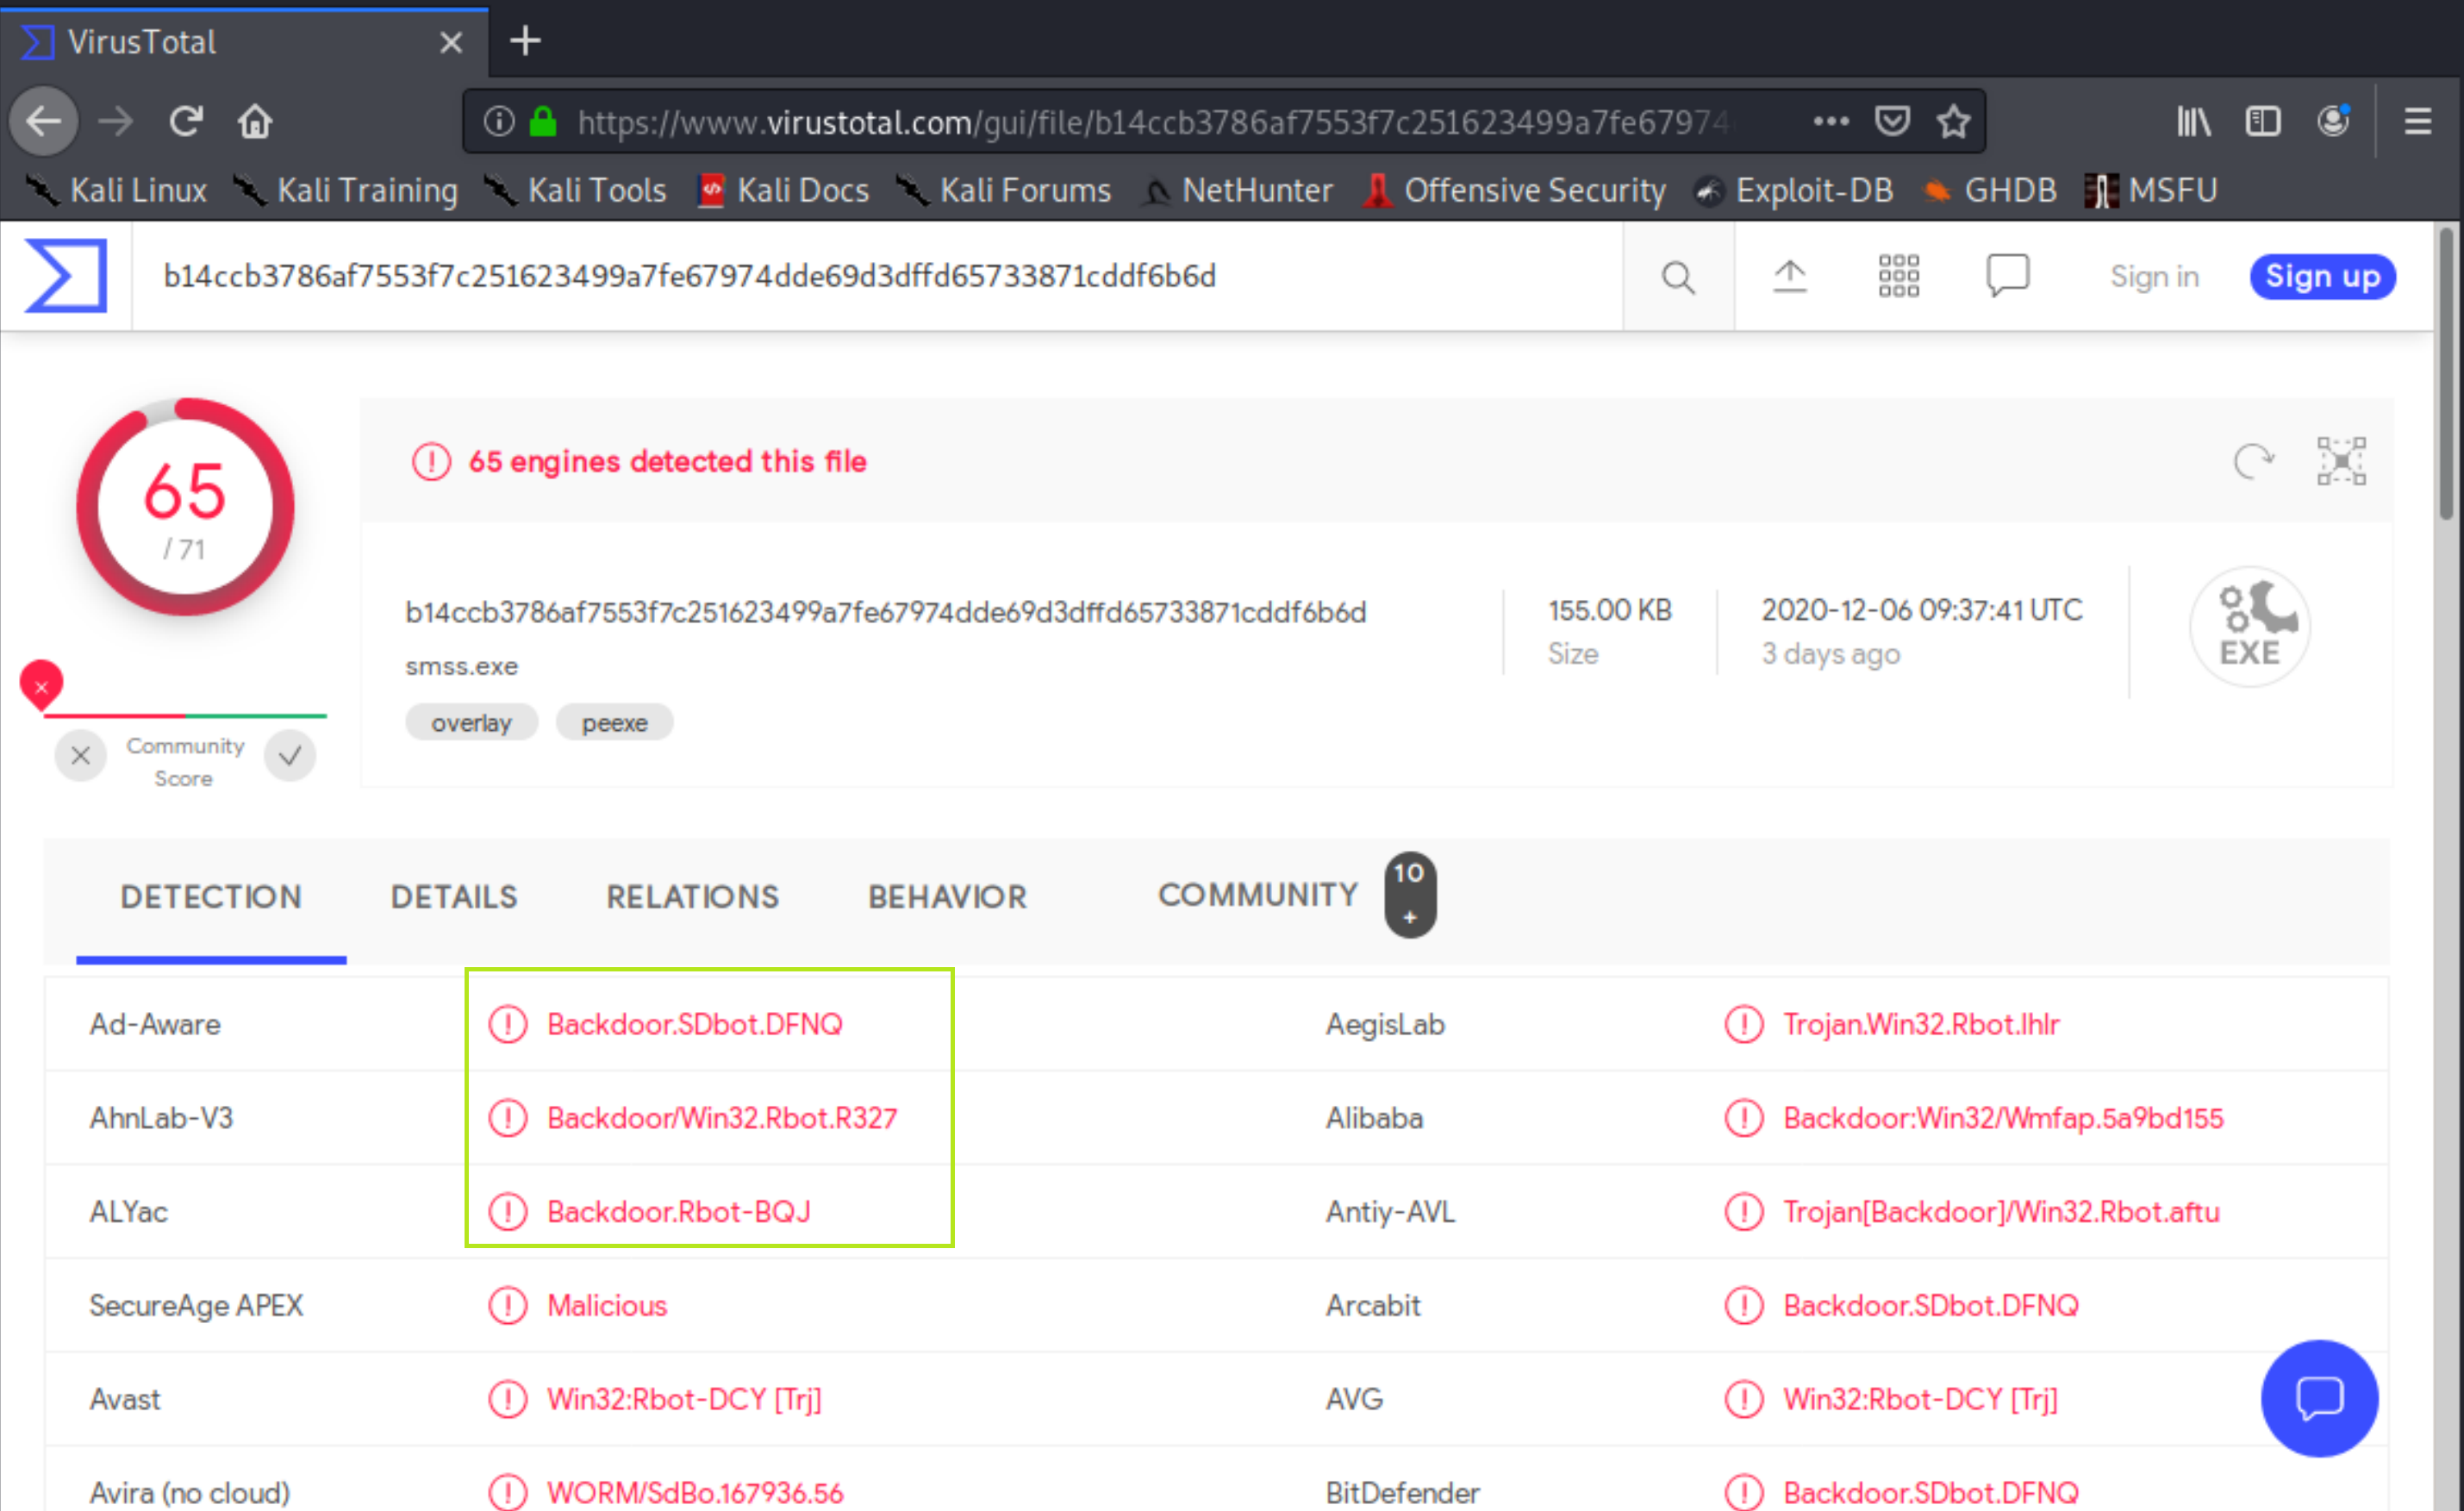 VirusTotal
https://www.virustotal.com/gui/file/b14ccb3786af7553f7c251623499a7fe67974
Kali Linux Kali Training Kali Tools Kali Docs Kali Forums NetHunter Offensive Security Exploit-DB GHDB MSFU
b14ccb3786af7553f7c251623499a7fe67974dde69d3dffd65733871cddf6b6d Sign in Sign up
65
/ 71
65 engines detected this file
b14ccb3786af7553f7c251623499a7fe67974dde69d3dffd65733871cddf6b6d
smss.exe
overlay peexe
155.00 KB
Size
2020-12-06 09:37:41 UTC
3 days ago
EXE
Community
Score
DETECTION DETAILS RELATIONS BEHAVIOR COMMUNITY 10
+
Ad-Aware Backdoor.SDbot.DFNQ AegisLab Trojan.Win32.Rbot.lhlr
AhnLab-V3 Backdoor/Win32.Rbot.R327 Alibaba Backdoor:Win32/Wmfap.5a9bd155
ALYac Backdoor.Rbot-BQJ Antiy-AVL Trojan[Backdoor]/Win32.Rbot.aftu
SecureAge APEX Malicious Arcabit Backdoor.SDbot.DFNQ
Avast Win32:Rbot-DCY [Trj] AVG Win32:Rbot-DCY [Trj]
Avira (no cloud) WORM/SdBo.167936.56 BitDefender Backdoor.SDbot.DFNQ